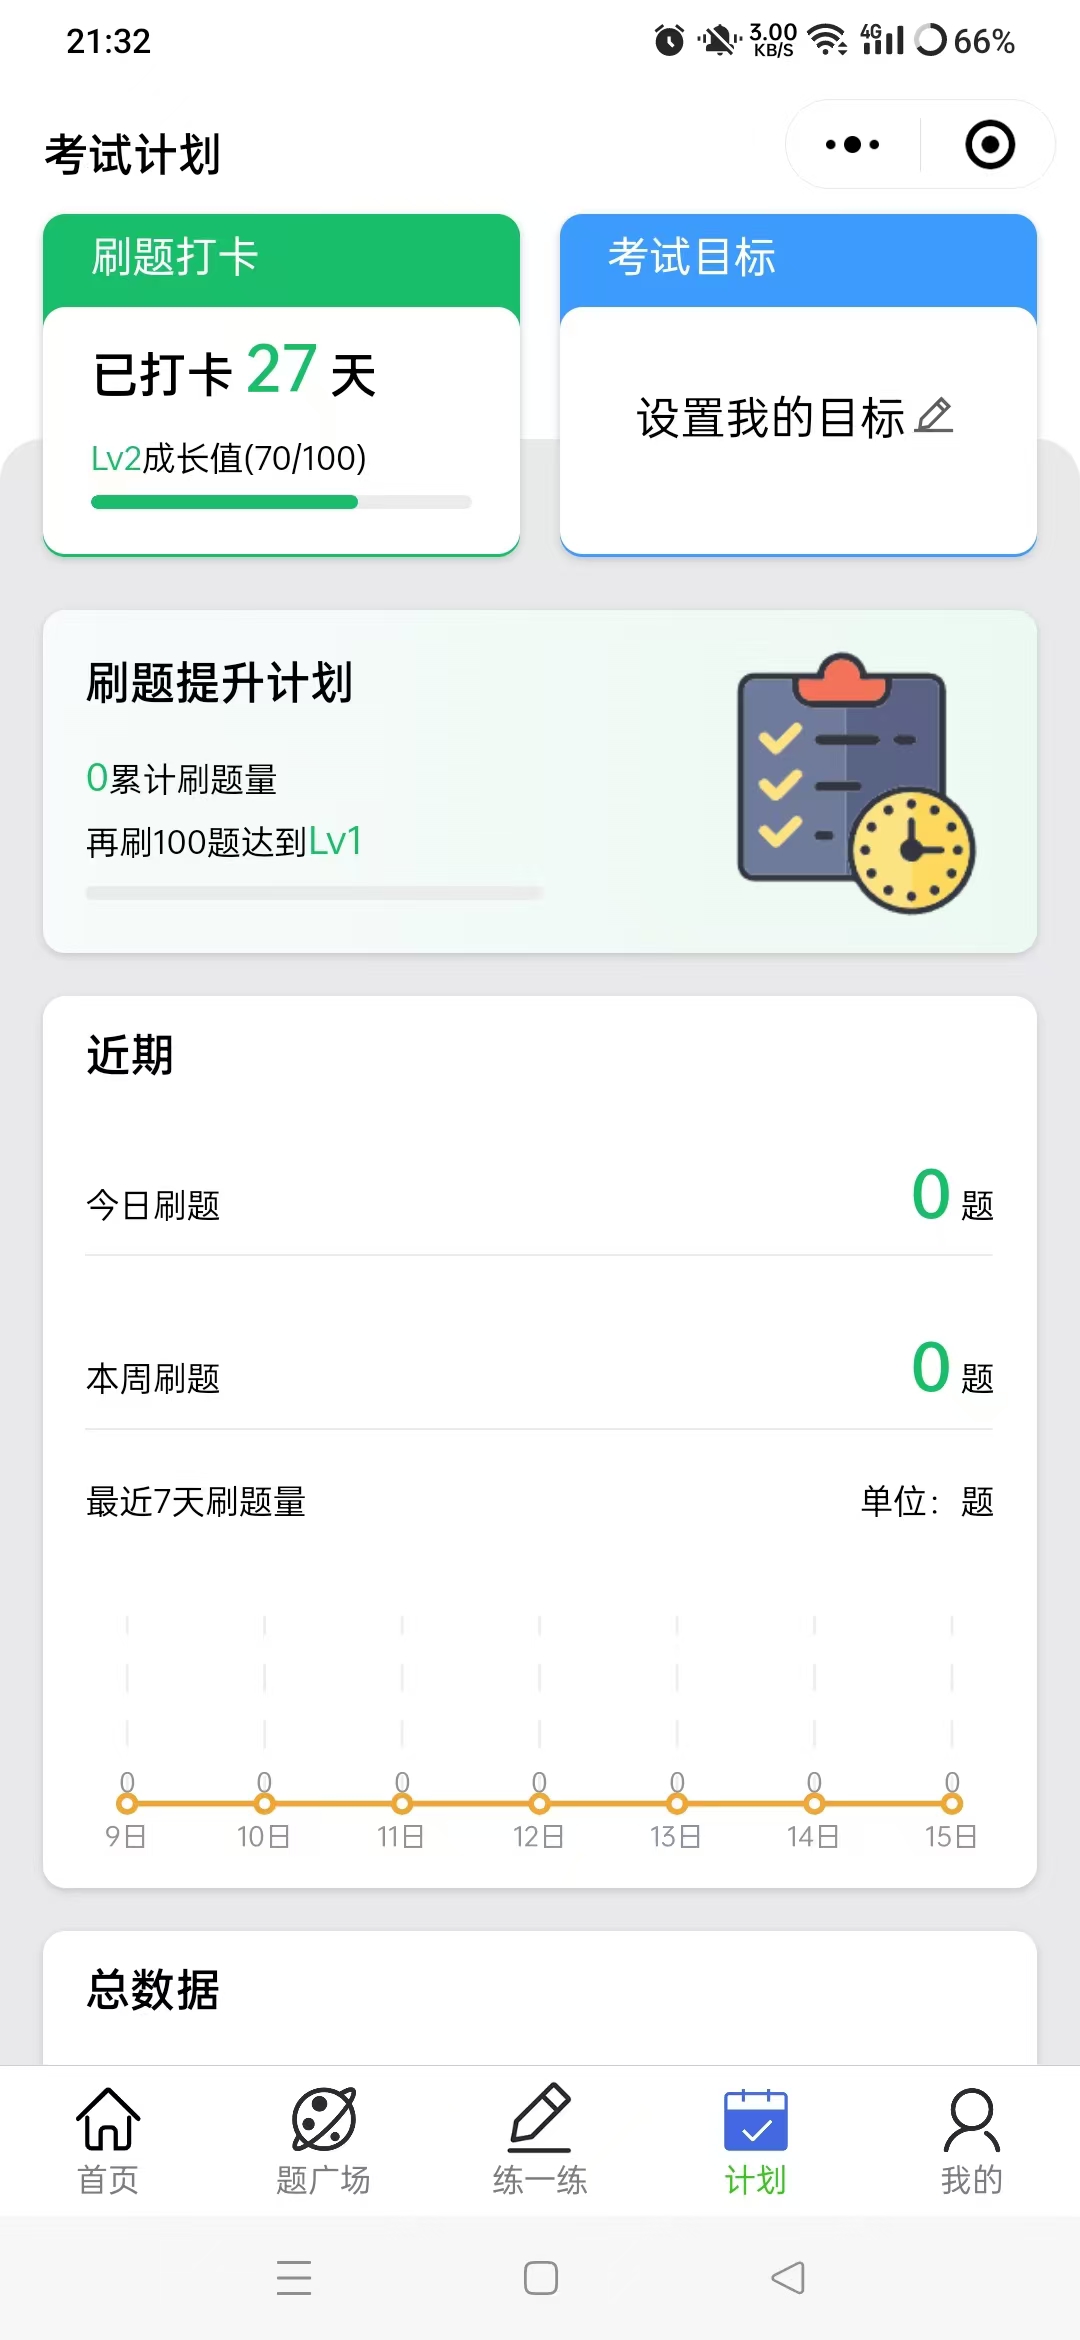 21:32
3.00 KB/S 4G 66%
考试计划
刷题打卡
考试目标
已打卡 27 天
Lv2成长值(70/100)
设置我的目标
刷题提升计划
0累计刷题量
再刷100题达到Lv1
近期
今日刷题 0 题
本周刷题 0 题
最近7天刷题量 单位：题
0 0 0 0 0 0 0
9日 10日 11日 12日 13日 14日 15日
总数据
首页 题广场 练一练 计划 我的